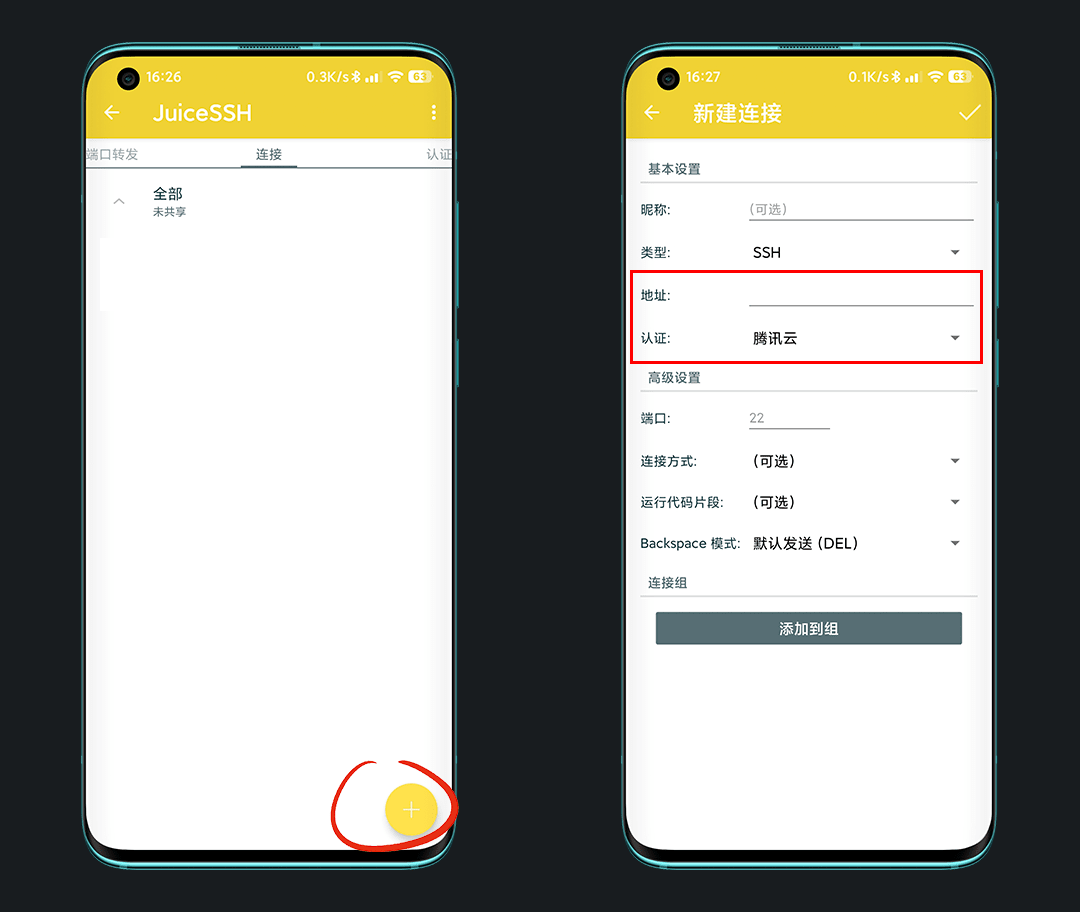 16:26
0.3K/s
63
JuiceSSH
端口转发
连接
认证
全部
未共享
16:27
0.1K/s
63
新建连接
基本设置
昵称: (可选)
类型: SSH
地址:
认证: 腾讯云
高级设置
端口: 22
连接方式: (可选)
运行代码片段: (可选)
Backspace 模式: 默认发送 (DEL)
连接组
添加到组